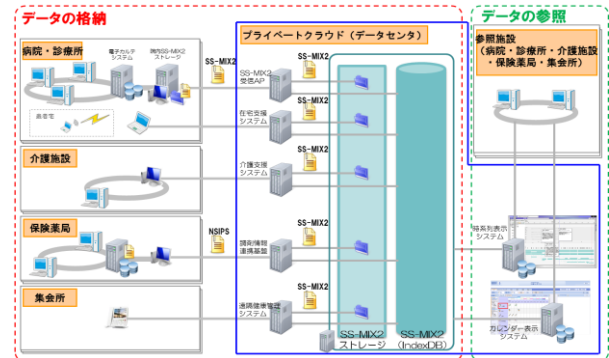 データの格納
データの参照
病院・診療所
電子カルテ
システム
院内SS-MIX2
ストレージ
SS-MIX2
プライベートクラウド（データセンタ）
SS-MIX2
受信AP
SS-MIX2
参照施設
（病院・診療所・介護施設
・保険薬局・集会所）
患者宅
在宅支援
システム
SS-MIX2
介護施設
介護支援
システム
SS-MIX2
保険薬局
NSIPS
調剤情報
連携基盤
SS-MIX2
時系列表示
システム
集会所
遠隔健康管理
システム
SS-MIX2
カレンダー表示
システム
SS-MIX2
ストレージ
SS-MIX2
(IndexDB)